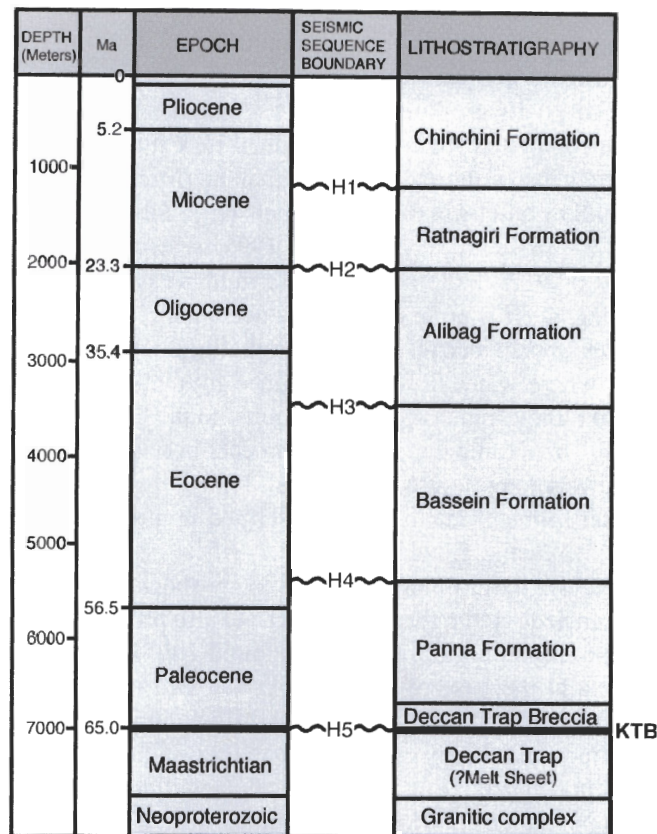 DEPTH
(Meters)
Ma
EPOCH
SEISMIC
SEQUENCE
BOUNDARY
LITHOSTRATIGRAPHY
0
Pliocene
5.2
Chinchini Formation
1000
H1
Miocene
Ratnagiri Formation
2000
23.3
H2
Oligocene
Alibag Formation
3000
35.4
H3
4000
Eocene
Bassein Formation
5000
H4
56.5
6000
Panna Formation
Paleocene
Deccan Trap Breccia
7000
65.0
H5
KTB
Maastrichtian
Deccan Trap
(?Melt Sheet)
Neoproterozoic
Granitic complex